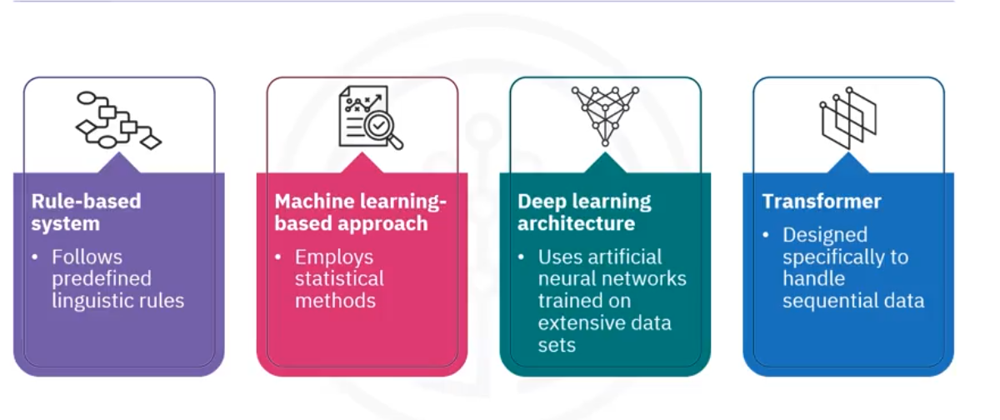 Rule-based
system
• Follows
predefined
linguistic rules
Machine learning-
based approach
• Employs
statistical
methods
Deep learning
architecture
• Uses artificial
neural networks
trained on
extensive data
sets
Transformer
• Designed
specifically to
handle
sequential data